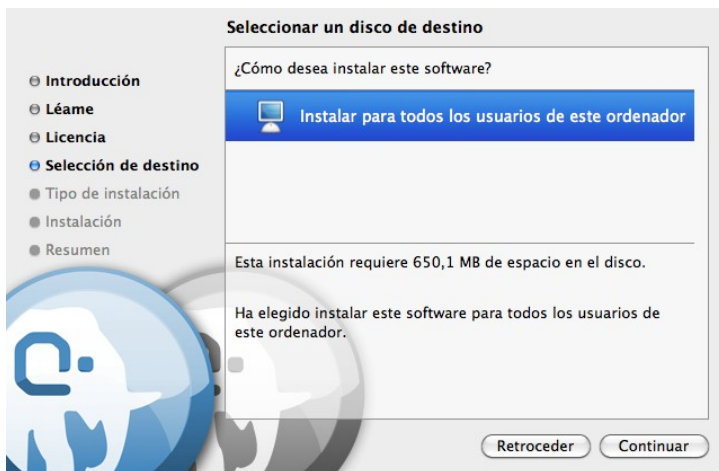 Seleccionar un disco de destino
Introducción
Léame
Licencia
Selección de destino
Tipo de instalación
Instalación
Resumen
¿Cómo desea instalar este software?
Instalar para todos los usuarios de este ordenador
Esta instalación requiere 650,1 MB de espacio en el disco.
Ha elegido instalar este software para todos los usuarios de
este ordenador.
Retroceder
Continuar